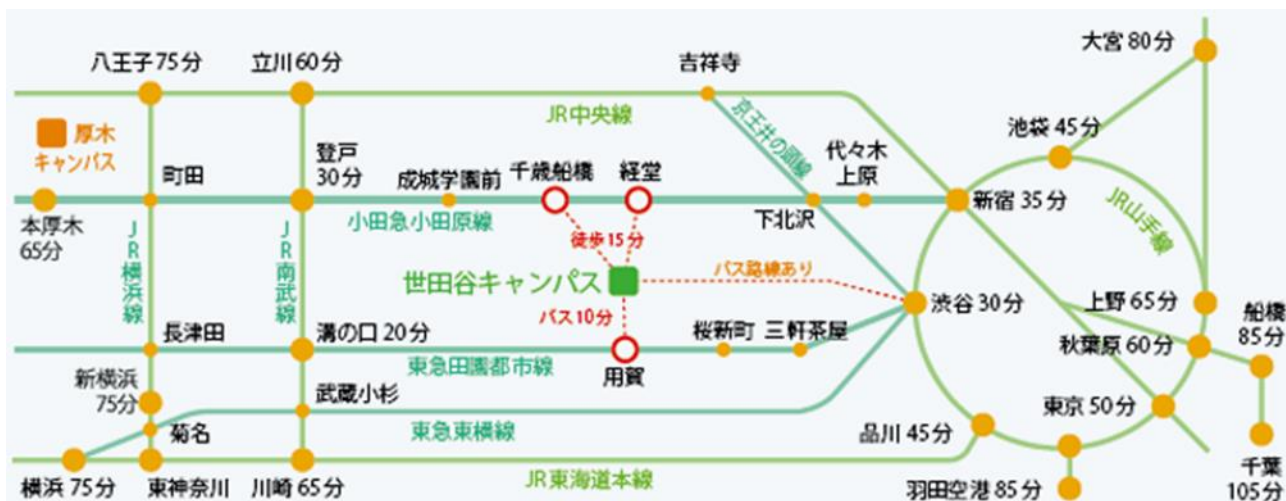 大宮 80分
八王子 75分
立川 60分
吉祥寺
JR中央線
京王井の頭線
池袋 45分
厚木
キャンパス
町田
登戸
30分
成城学園前
千歳船橋
経堂
代々木
上原
新宿 35分
JR山手線
本厚木
65分
小田急小田原線
下北沢
徒歩15分
JR横浜線
JR南武線
世田谷キャンパス
バス路線あり
渋谷 30分
上野 65分
船橋
85分
バス10分
長津田
溝の口 20分
桜新町
三軒茶屋
秋葉原 60分
東急田園都市線
用賀
新横浜
75分
武蔵小杉
東京 50分
菊名
東急東横線
品川 45分
横浜 75分
東神奈川
川崎 65分
JR東海道本線
羽田空港 85分
千葉
105分